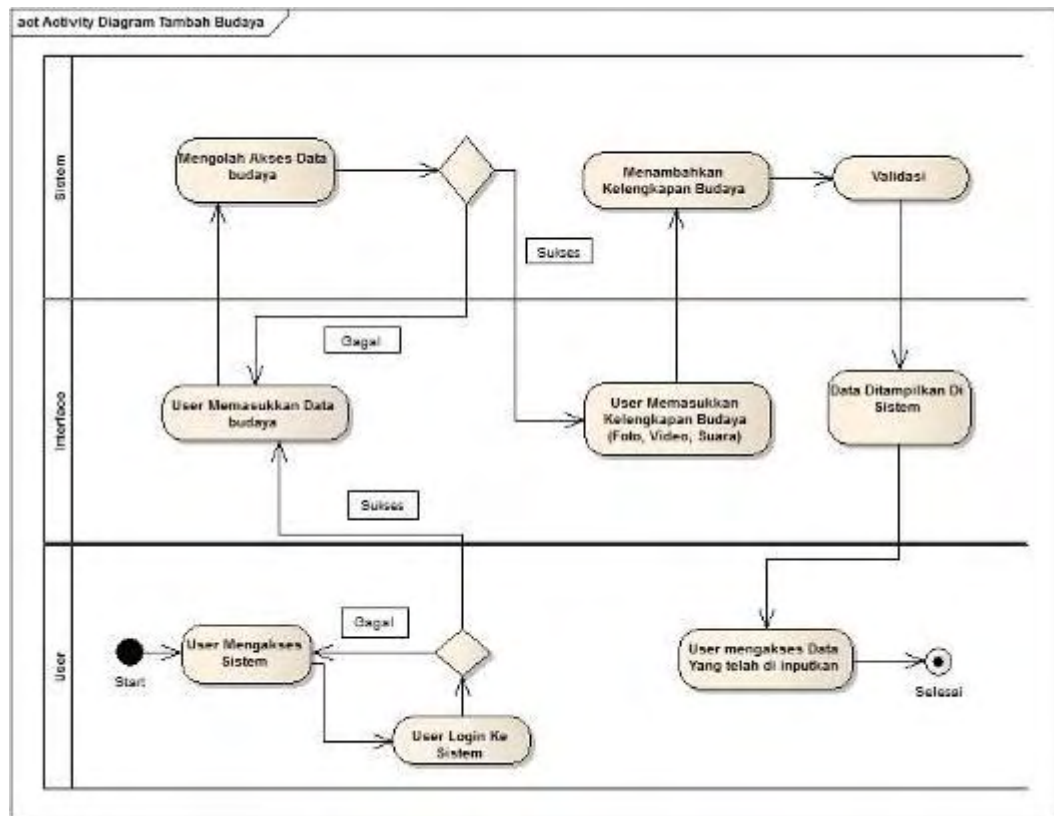 act Activity Diagram Tambah Budaya
Sistem
Mengolah Akses Data
budaya
Menambahkan
Kelengkapan Budaya
Validasi
Sukses
Interface
Gagal
User Memasukkan Data
budaya
User Memasukkan
Kelengkapan Budaya
(Foto, Video, Suara)
Data Ditampilkan Di
Sistem
Sukses
User
Start
User Mengakses
Sistem
Gagal
User Login Ke
Sistem
User mengakses Data
Yang telah di inputkan
Selesai